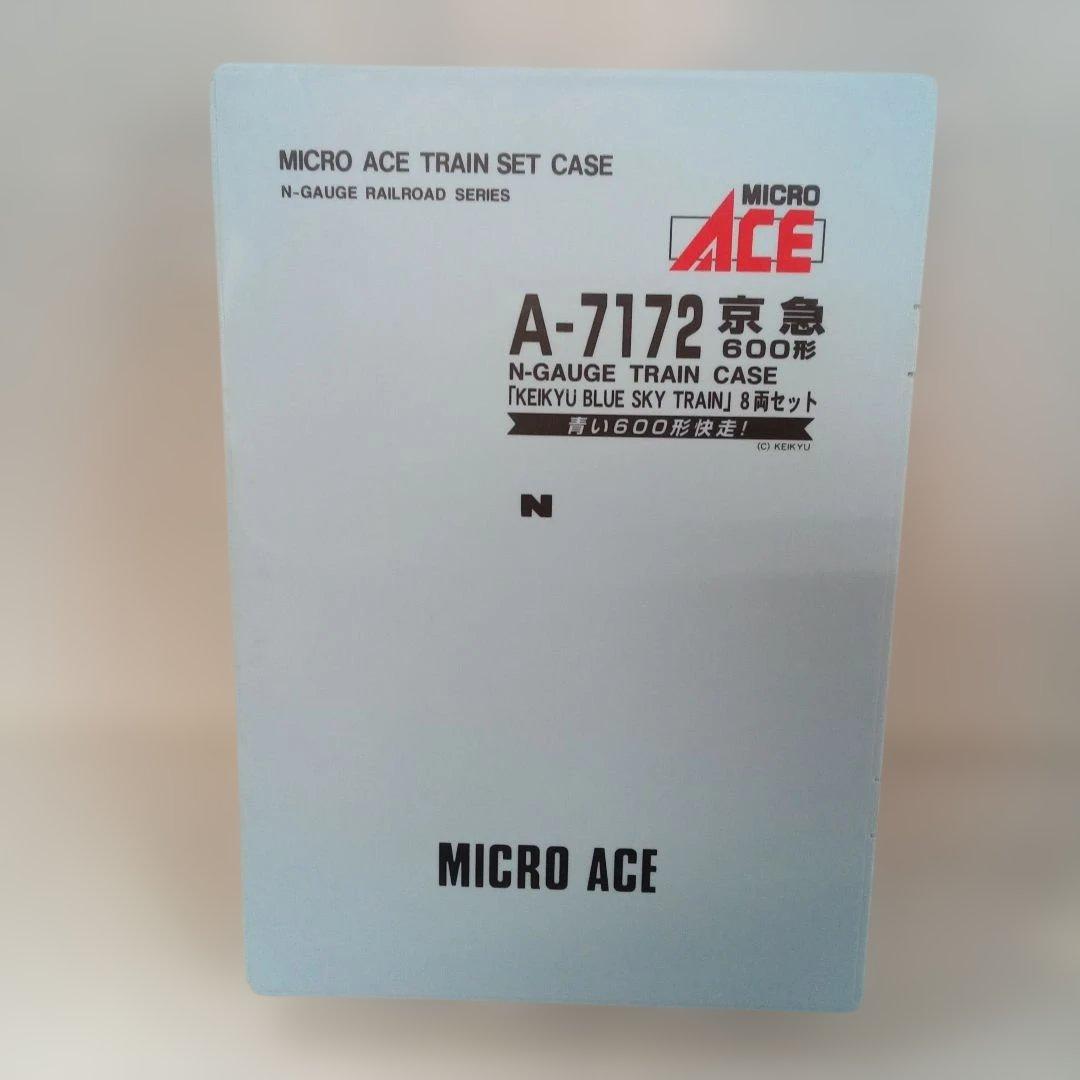 MICRO ACE TRAIN SET CASE
N-GAUGE RAILROAD SERIES
MICRO
ACE
A-7172 京急
600形
N-GAUGE TRAIN CASE
「KEIKYU BLUE SKY TRAIN」8両セット
青い600形快走!
(C) KEIKYU
N
MICRO ACE